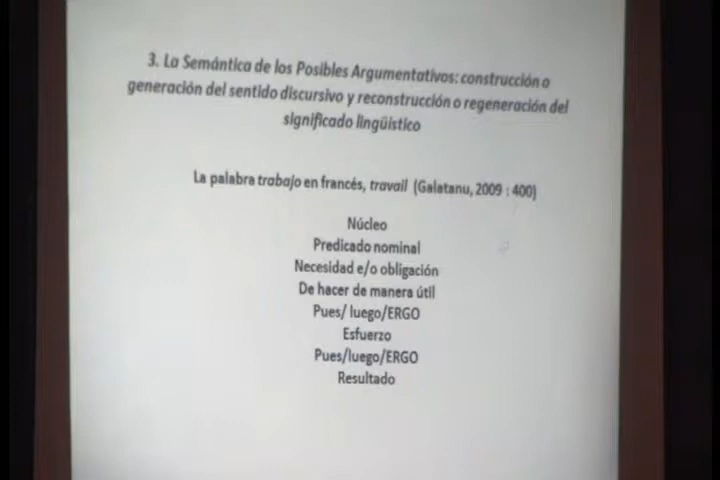 3. La Semántica de los Posibles Argumentativos: construcción o
generación del sentido discursivo y reconstrucción o regeneración del
significado lingüístico
La palabra trabajo en francés, travail (Galatanu, 2009 : 400)
Núcleo
Predicado nominal
Necesidad e/o obligación
De hacer de manera útil
Pues/ luego/ERGO
Esfuerzo
Pues/luego/ERGO
Resultado